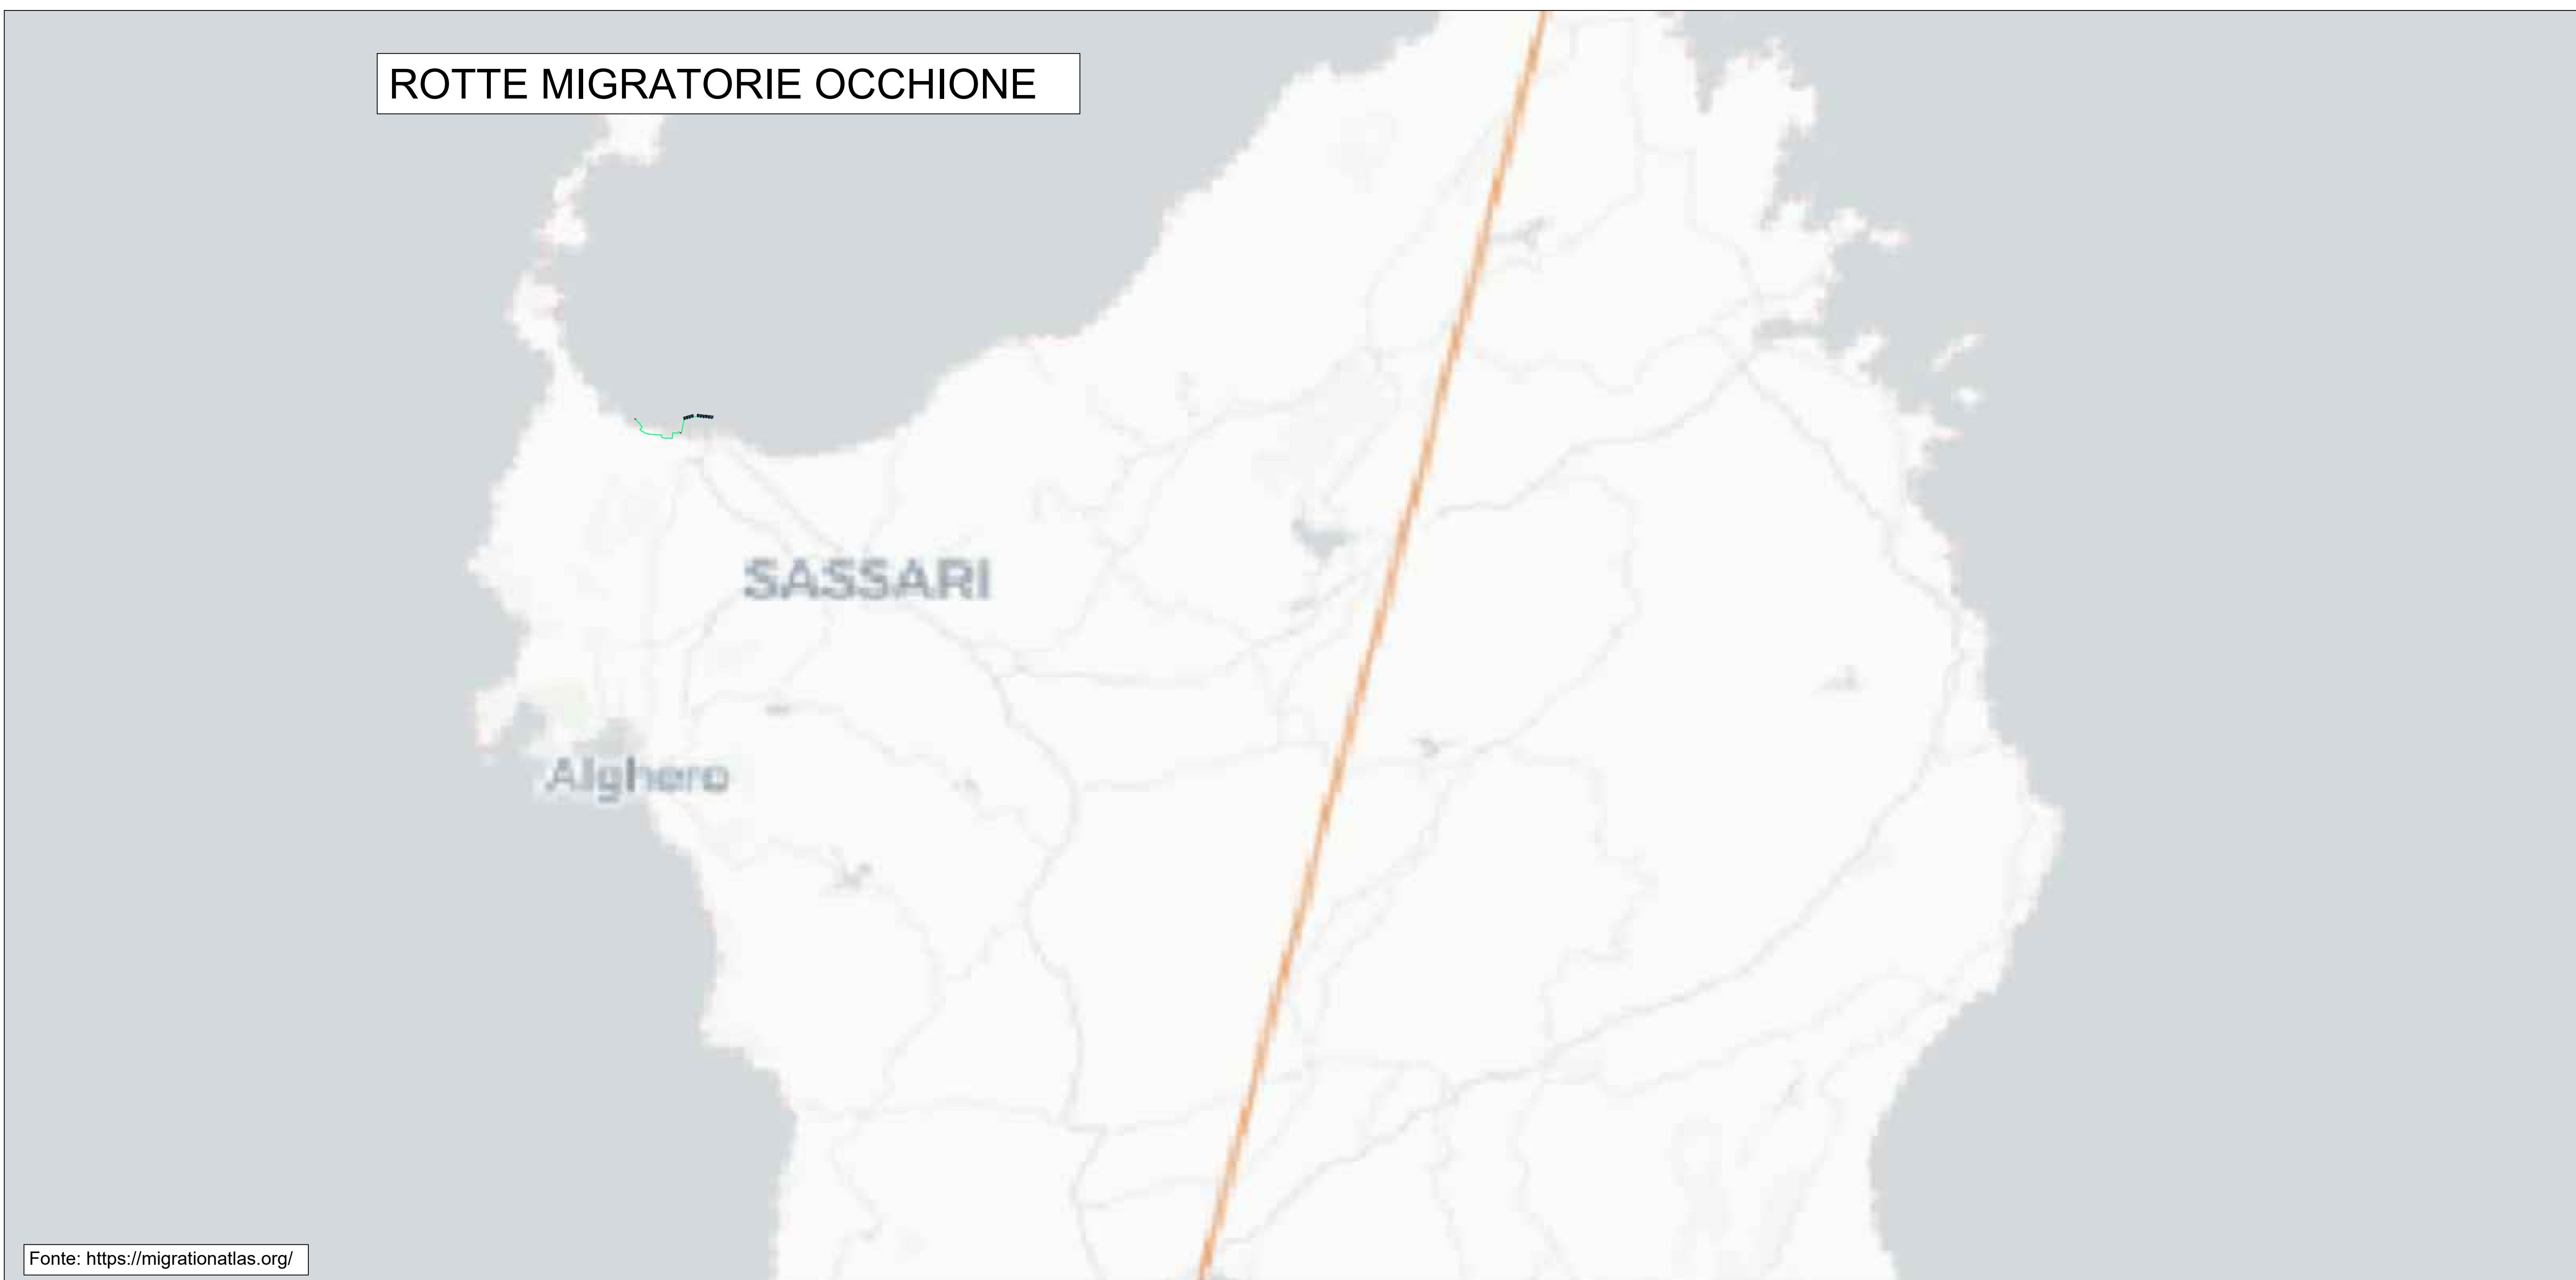 ROTTE MIGRATORIE OCCHIONE
SASSARI
Alghero
Fonte: https://migrationatlas.org/